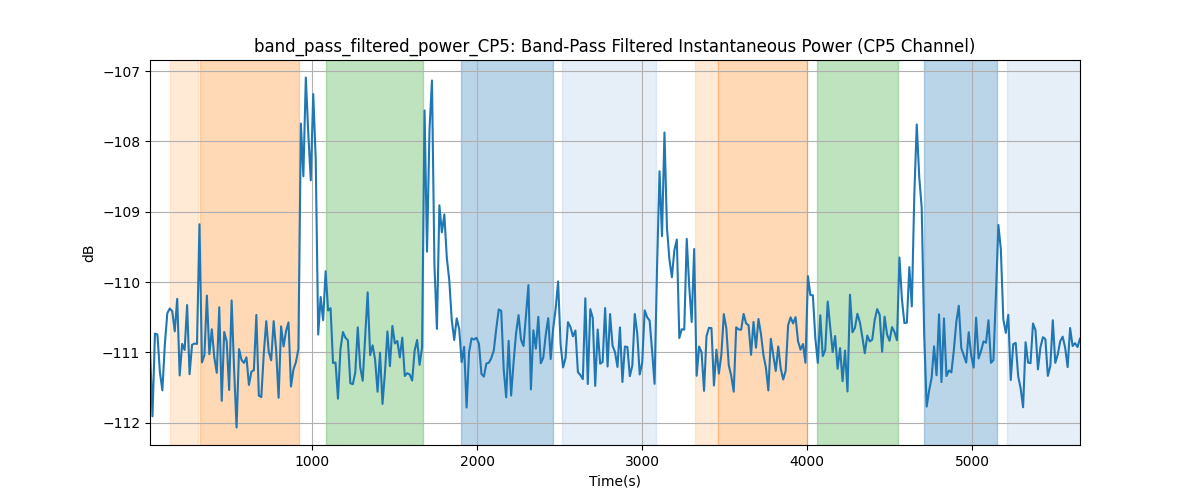 band_pass_filtered_power_CP5: Band-Pass Filtered Instantaneous Power (CP5 Channel)
−107
−108
−109
−110
−111
−112
dB
1000 2000 3000 4000 5000
Time(s)